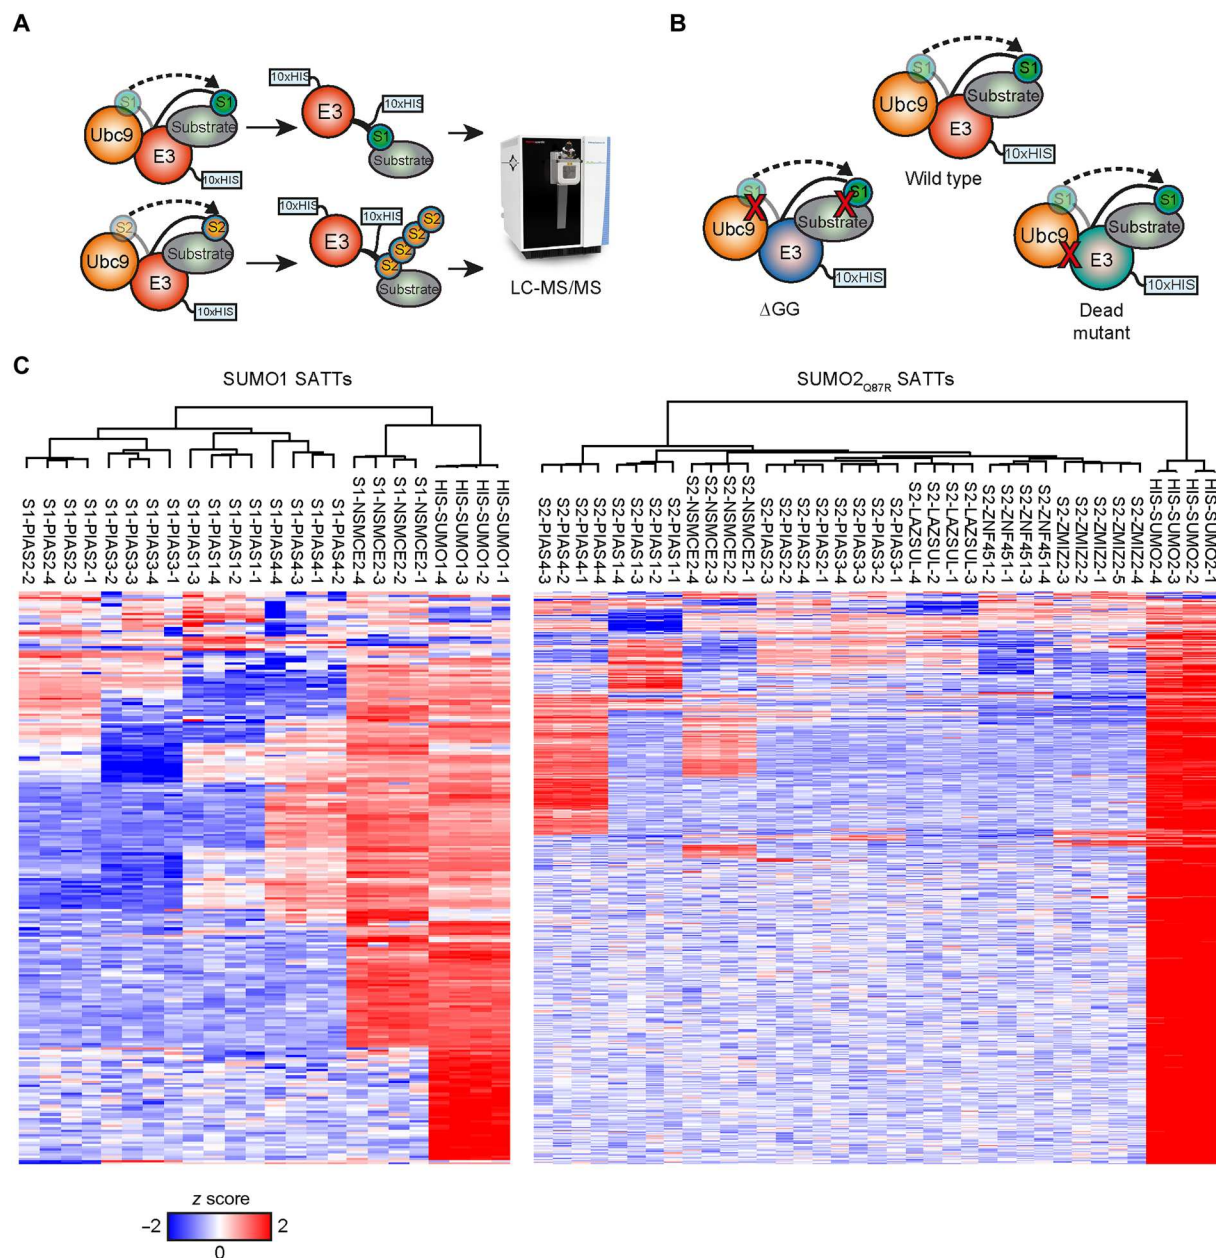 A
B
S1
S1
Ubc9
Substrate
E3
10xHIS
10xHIS
E3
10xHIS
S1
Substrate
S2
S2
Ubc9
Substrate
E3
10xHIS
10xHIS
10xHIS
E3
S2
S2
S2
S2
Substrate
LC-MS/MS
S1
S1
Ubc9
Substrate
E3
10xHIS
Wild type
S1
S1
X
X
Ubc9
Substrate
E3
10xHIS
ΔGG
S1
S1
Ubc9
Substrate
X
E3
10xHIS
Dead
mutant
C
SUMO1 SATTs
SUMO2Q87R SATTs
S1-PIAS2-2
S1-PIAS2-4
S1-PIAS2-3
S1-PIAS2-1
S1-PIAS3-2
S1-PIAS3-3
S1-PIAS3-4
S1-PIAS3-1
S1-PIAS1-3
S1-PIAS1-4
S1-PIAS1-2
S1-PIAS1-1
S1-PIAS4-4
S1-PIAS4-3
S1-PIAS4-1
S1-PIAS4-2
S1-NSMCE2-4
S1-NSMCE2-3
S1-NSMCE2-2
S1-NSMCE2-1
HIS-SUMO1-4
HIS-SUMO1-3
HIS-SUMO1-2
HIS-SUMO1-1
S2-PIAS4-3
S2-PIAS4-2
S2-PIAS4-1
S2-PIAS4-4
S2-PIAS1-4
S2-PIAS1-3
S2-PIAS1-2
S2-PIAS1-1
S2-NSMCE2-4
S2-NSMCE2-3
S2-NSMCE2-2
S2-NSMCE2-1
S2-PIAS2-3
S2-PIAS2-2
S2-PIAS2-4
S2-PIAS2-1
S2-PIAS3-4
S2-PIAS3-3
S2-PIAS3-2
S2-PIAS3-1
S2-LAZSUL-4
S2-LAZSUL-2
S2-LAZSUL-1
S2-LAZSUL-3
S2-ZNF451-2
S2-ZNF451-1
S2-ZNF451-3
S2-ZNF451-4
S2-ZMIZ2-3
S2-ZMIZ2-2
S2-ZMIZ2-1
S2-ZMIZ2-5
S2-ZMIZ2-4
HIS-SUMO2-4
HIS-SUMO2-3
HIS-SUMO2-2
HIS-SUMO2-1
z score
−2
2
0